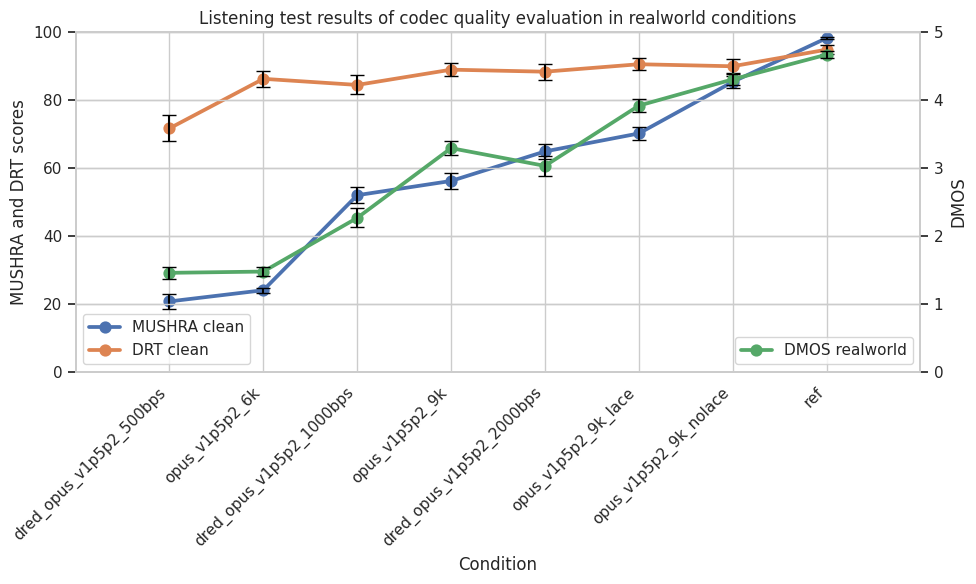 Listening test results of codec quality evaluation in realworld conditions
MUSHRA and DRT scores
100
80
60
40
20
0
5
4
3
2
1
0
DMOS
MUSHRA clean
DRT clean
DMOS realworld
dred_opus_v1p5p2_500bps
opus_v1p5p2_6k
dred_opus_v1p5p2_1000bps
opus_v1p5p2_9k
dred_opus_v1p5p2_2000bps
opus_v1p5p2_9k_lace
opus_v1p5p2_9k_nolace
ref
Condition